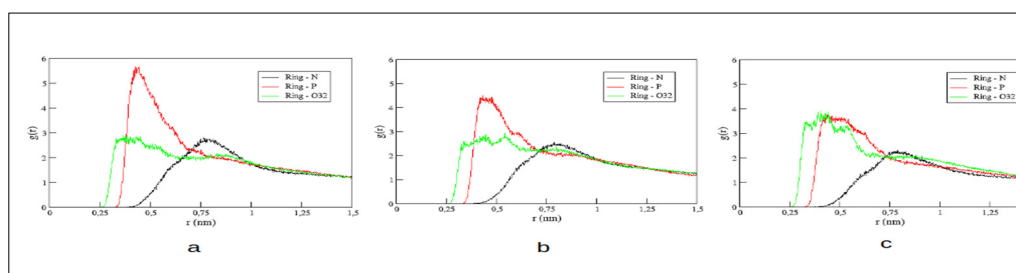 6
5
4
3
2
1
0
g(r)
Ring - N
Ring - P
Ring - O32
0
0,25
0,5
0,75
1
1,25
1,5
r (nm)
a
6
5
4
3
2
1
0
g(r)
Ring - N
Ring - P
Ring - O32
0
0,25
0,5
0,75
1
1,25
1,5
r (nm)
b
6
5
4
3
2
1
0
g(r)
Ring - N
Ring - P
Ring - O32
0
0,25
0,5
0,75
1
1,25
r (nm)
c